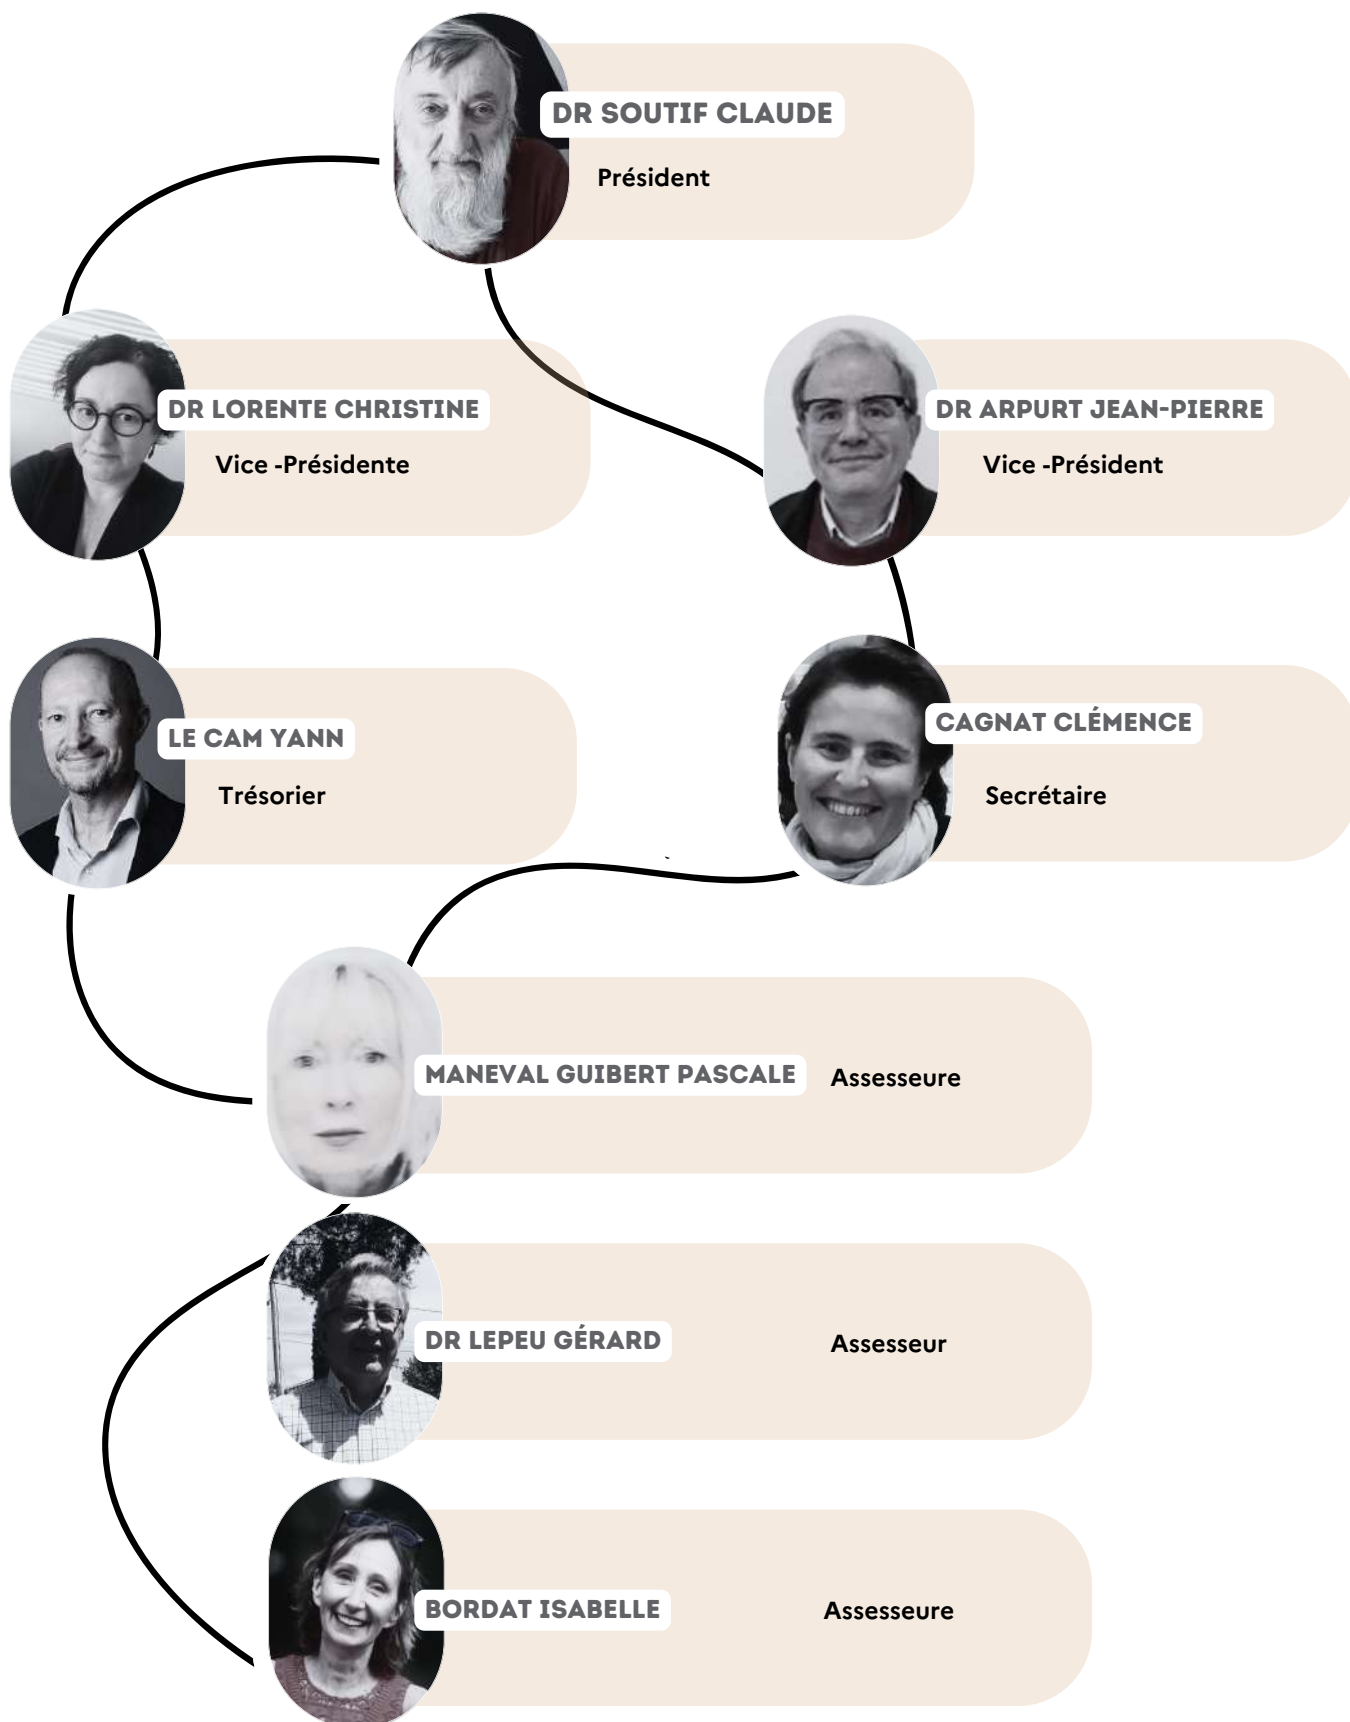 DR SOUTIF CLAUDE
Président
DR LORENTE CHRISTINE
Vice -Présidente
DR ARPURT JEAN-PIERRE
Vice -Président
LE CAM YANN
Trésorier
CAGNAT CLÉMENCE
Secrétaire
MANEVAL GUIBERT PASCALE
Assesseure
DR LEPEU GÉRARD
Assesseur
BORDAT ISABELLE
Assesseure